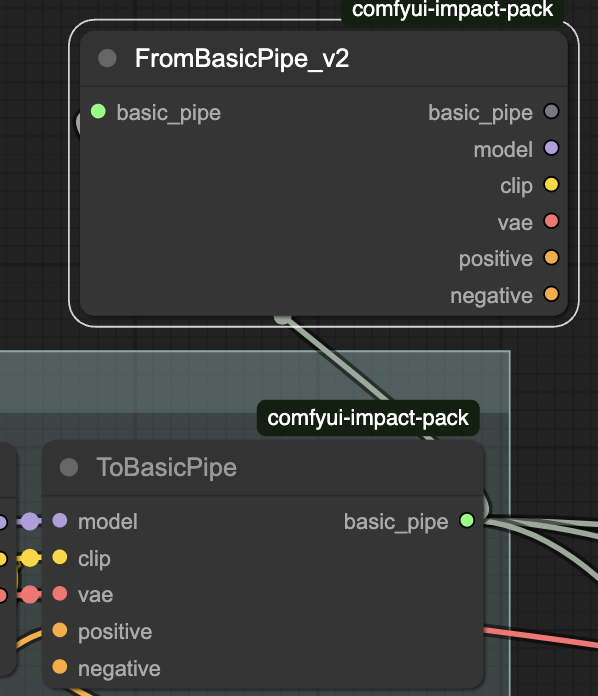 comfyui-impact-pack
FromBasicPipe_v2
basic_pipe basic_pipe
model
clip
vae
positive
negative
comfyui-impact-pack
ToBasicPipe
model basic_pipe
clip
vae
positive
negative